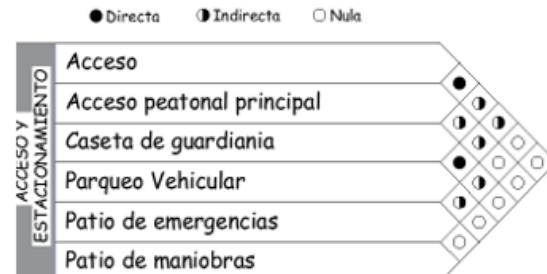 Directa Indirecta Nula
ACCESO Y
ESTACIONAMIENTO
Acceso
Acceso peatonal principal
Caseta de guardiania
Parqueo Vehicular
Patio de emergencias
Patio de maniobras